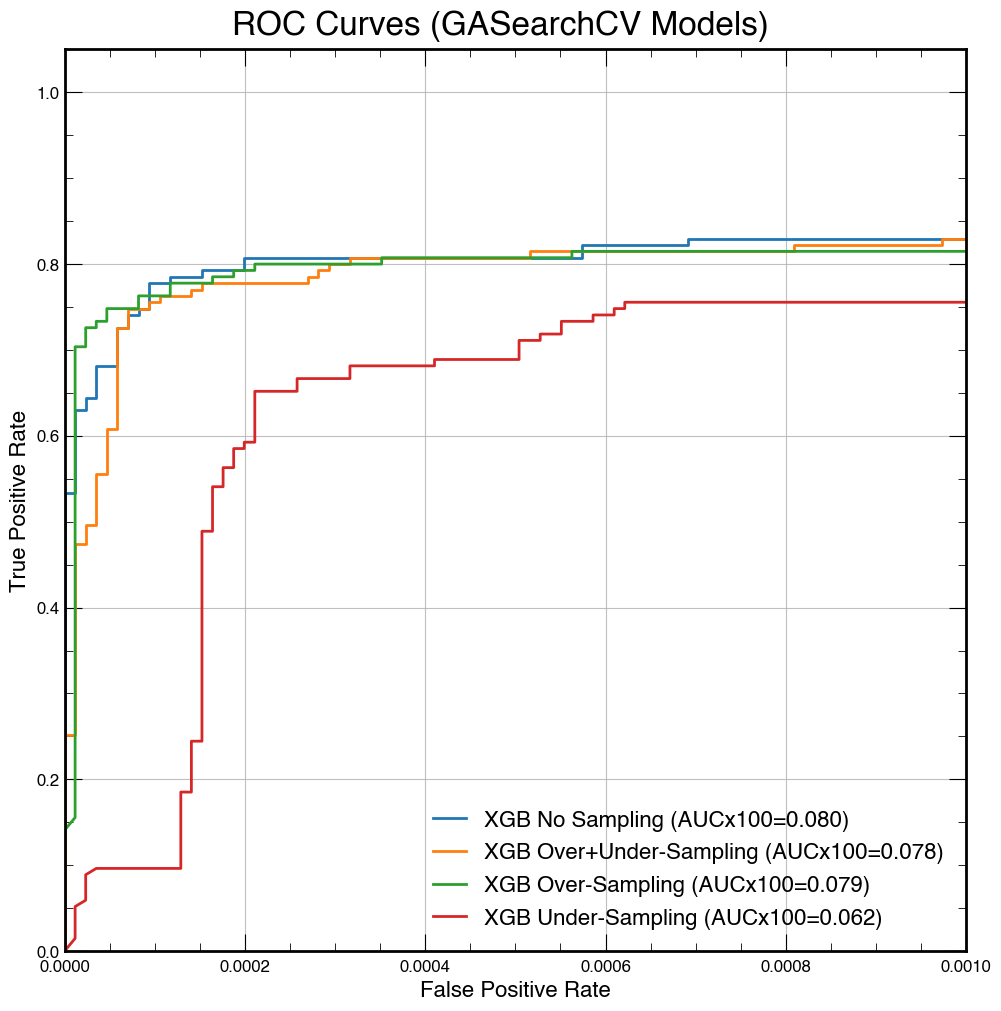 ROC Curves (GASearchCV Models)
True Positive Rate
1.0
0.8
0.6
0.4
0.2
0.0
XGB No Sampling (AUCx100=0.080)
XGB Over+Under-Sampling (AUCx100=0.078)
XGB Over-Sampling (AUCx100=0.079)
XGB Under-Sampling (AUCx100=0.062)
0.0000 0.0002 0.0004 0.0006 0.0008 0.0010
False Positive Rate